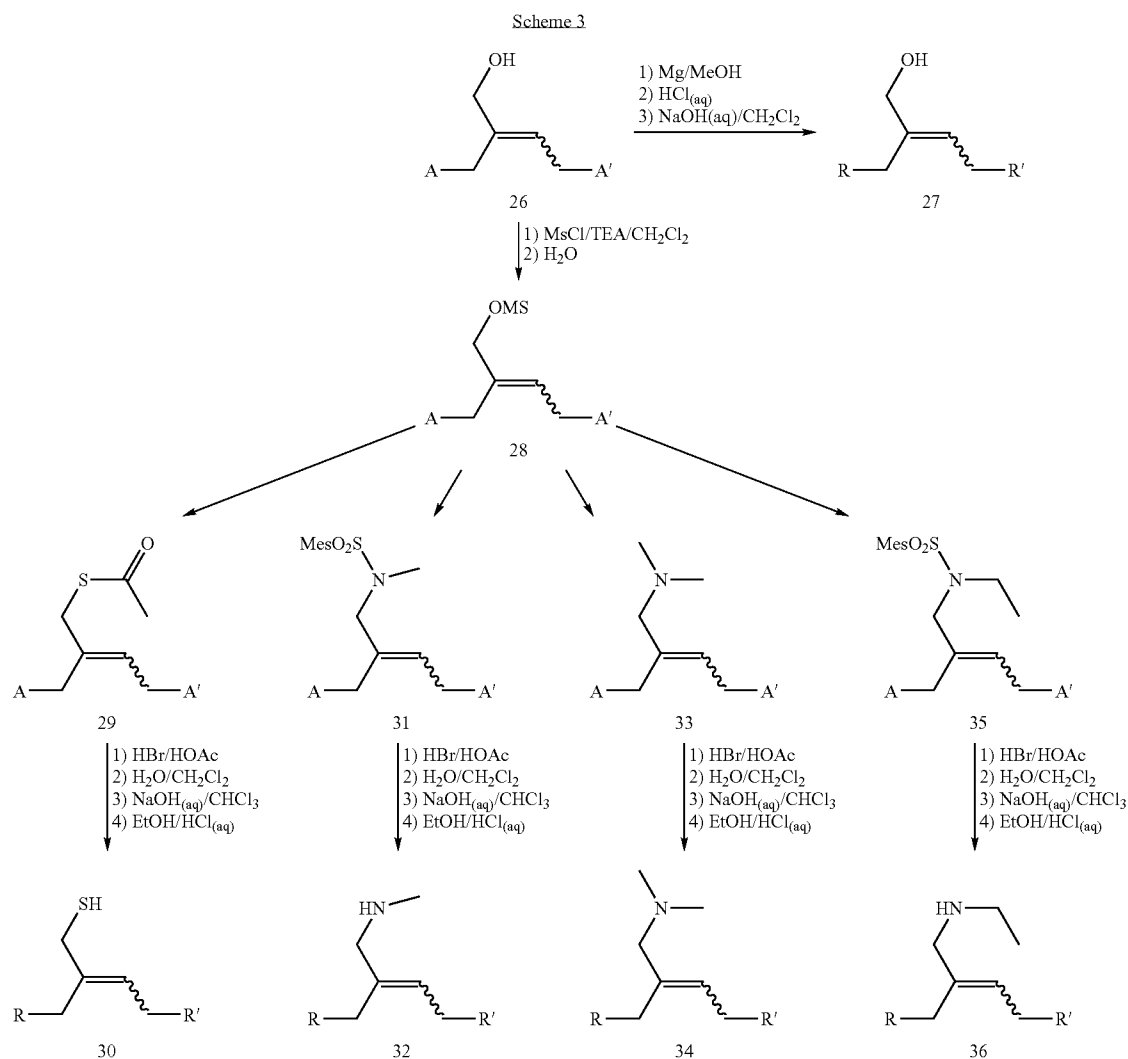 Scheme 3
OH
1) Mg/MeOH
2) HCl(aq)
3) NaOH(aq)/CH2Cl2
OH
A
A'
26
R
R'
27
1) MsCl/TEA/CH2Cl2
2) H2O
OMS
A
A'
28
O
S
A
A'
29
MesO2S
N
A
A'
31
N
A
A'
33
MesO2S
N
A
A'
35
1) HBr/HOAc
2) H2O/CH2Cl2
3) NaOH(aq)/CHCl3
4) EtOH/HCl(aq)
1) HBr/HOAc
2) H2O/CH2Cl2
3) NaOH(aq)/CHCl3
4) EtOH/HCl(aq)
1) HBr/HOAc
2) H2O/CH2Cl2
3) NaOH(aq)/CHCl3
4) EtOH/HCl(aq)
1) HBr/HOAc
2) H2O/CH2Cl2
3) NaOH(aq)/CHCl3
4) EtOH/HCl(aq)
SH
R
R'
30
HN
R
R'
32
N
R
R'
34
HN
R
R'
36